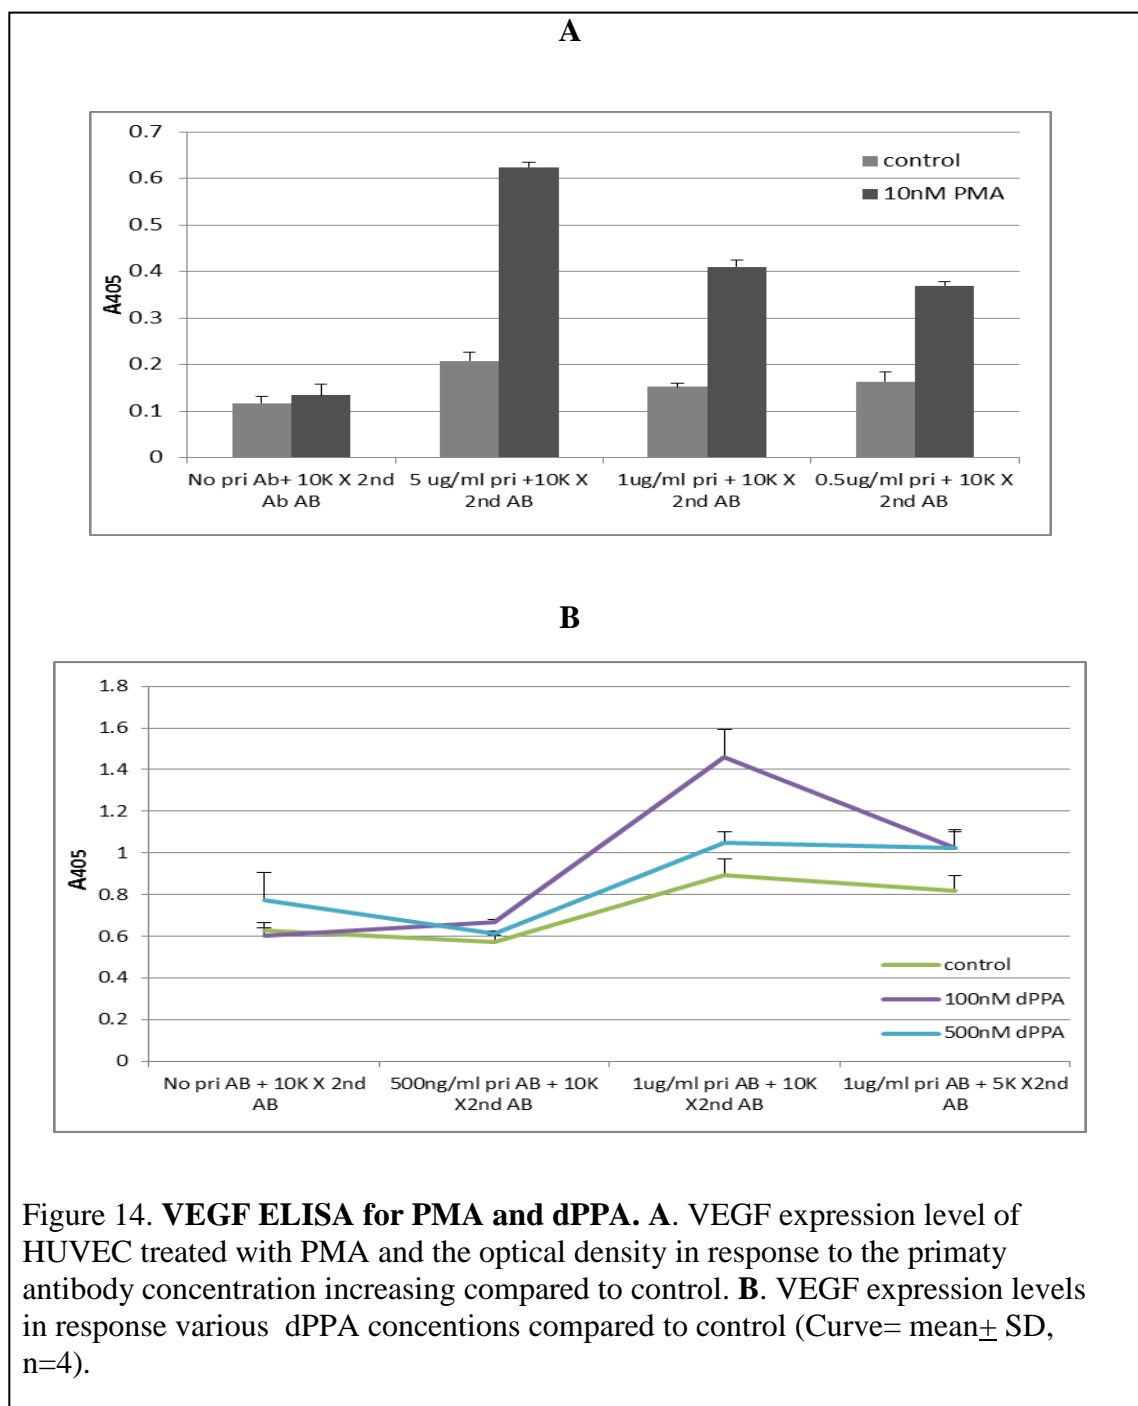 A
0.7
0.6
0.5
0.4
0.3
0.2
0.1
0
A405
control
10nM PMA
No pri Ab+ 10K X 2nd
Ab AB
5 ug/ml pri +10K X
2nd AB
1ug/ml pri + 10K X
2nd AB
0.5ug/ml pri + 10K X
2nd AB
B
1.8
1.6
1.4
1.2
1
0.8
0.6
0.4
0.2
0
A405
control
100nM dPPA
500nM dPPA
No pri AB + 10K X 2nd
AB
500ng/ml pri AB + 10K
X2nd AB
1ug/ml pri AB + 10K
X2nd AB
1ug/ml pri AB + 5K X2nd
AB
Figure 14. VEGF ELISA for PMA and dPPA. A. VEGF expression level of
HUVEC treated with PMA and the optical density in response to the primaty
antibody concentration increasing compared to control. B. VEGF expression levels
in response various dPPA concentions compared to control (Curve= mean± SD,
n=4).